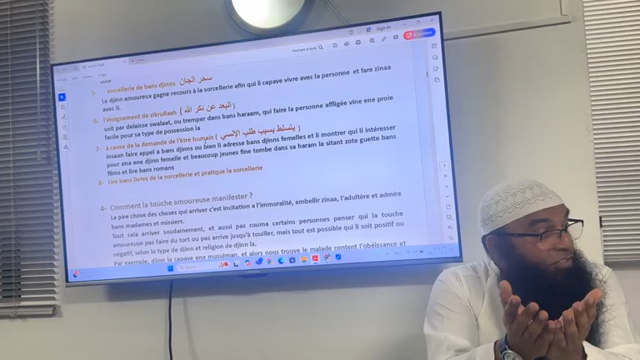 5- sorcellerie de bans djinns سحر الجان
Le djinn amoureux gagne recours à la sorcellerie afin qui li capave vivre avec la personne et fare zinaa
avec li.
6- l'eloignement de zikrullaah ( البعد عن ذكر الله )
soit par delaisse swalaat, ou tremper dans bans haraam, qui faire la personne affligée vine ene proie
facile pour sa type de possession la
7- à cause de la demande de l'être humain ( يتسلط بسبب طلب الإنسي )
insaan faire appel a bans djinns ou bien li adresse bans djinns femelles et li montrer qui li intéresser
pour ena ene djinn femelle et beaucoup jeunes fine tombe dans sa haram la sitant zote guette bans
films et lire bans romans
8- Lire bans livres de la sorcellerie et pratique la sorcellerie
4- Comment la touche amoureuse manifester ?
Le pire chose des choses qui arriver c'est incitation a l'immoralité, embellir zinaa, l'adultère et admire
bans madames et missiers.
Tout sala arriver soudainement, et aussi pas couma certains personnes penser qui la touche
amoureuse pas faire du tort ou pas arrive jusqu'à touiller, mais tout est possible qui li soit positif ou
négatif, selon le type de djinn et religion de djinn la.
Par exemple, djinn la capave ene musulman, et alors nous trouve le malade content l'obéissance et